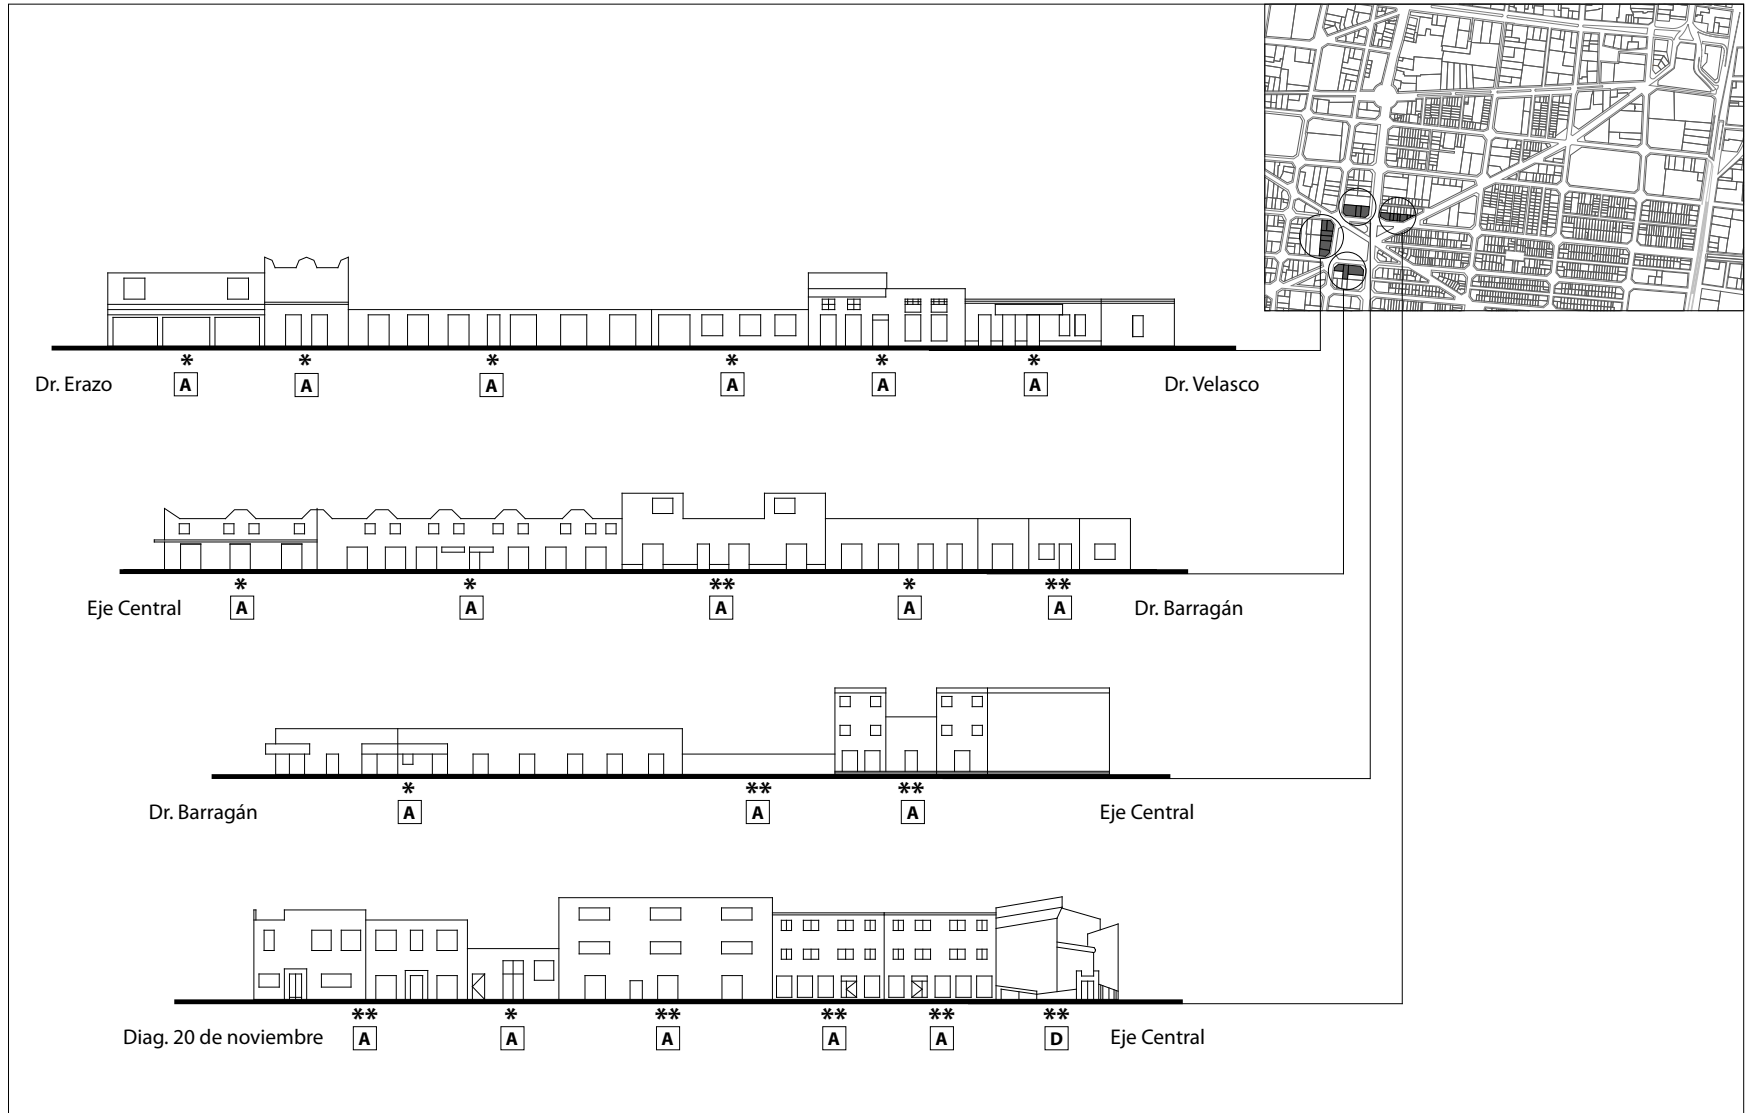 * * * * * *
Dr. Erazo A A A A A A Dr. Velasco
* * ** * **
Eje Central A A A A A Dr. Barragán
* ** **
Dr. Barragán A A A Eje Central
** * ** ** ** **
Diag. 20 de noviembre A A A A A D Eje Central